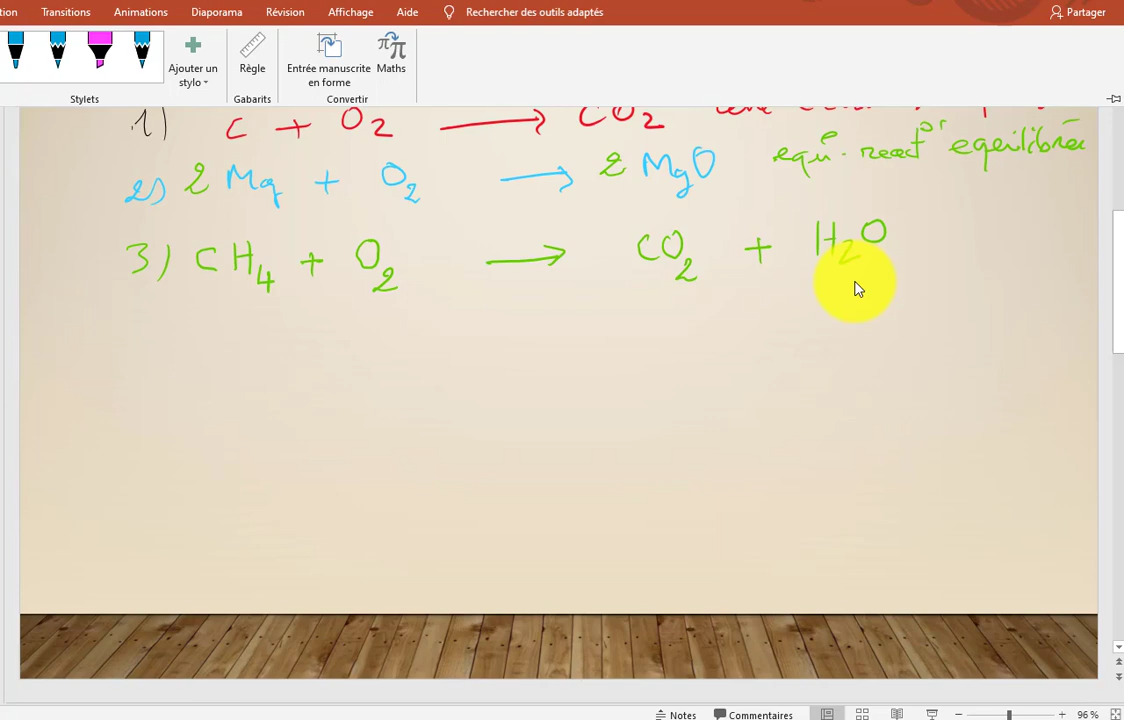 tion Transitions Animations Diaporama Révision Affichage Aide Rechercher des outils adaptés Partager
Ajouter un stylo
Règle
Entrée manuscrite en forme
Maths
Stylets Gabarits Convertir
1) C + O2 → CO2
2) 2 Mg + O2 → 2 MgO équ. react° equilibrée
3) CH4 + O2 → CO2 + H2O
Notes Commentaires 96 %